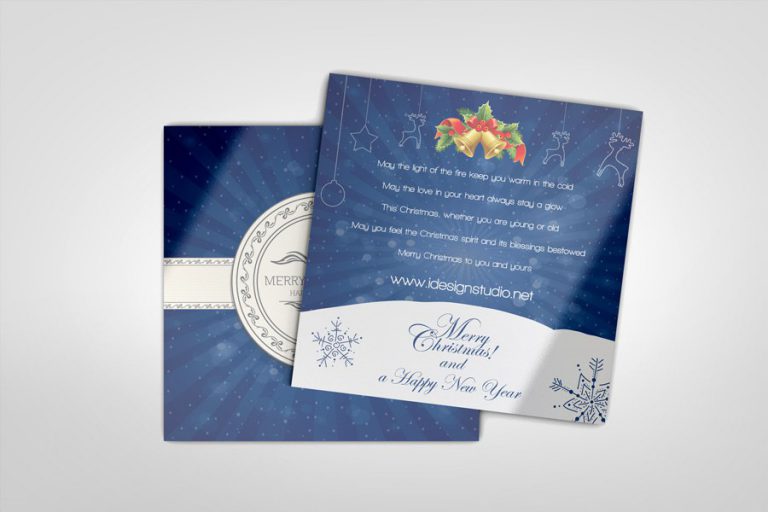 MERRY
May the light of the fire keep you warm in the cold
May the love in your heart always stay a glow
This Christmas, whether you are young or old
May you feel the Christmas spirit and its blessings bestowed
Merry Christmas to you and yours
www.idesignstudio.net
Merry
Christmas!
and
a Happy New Year